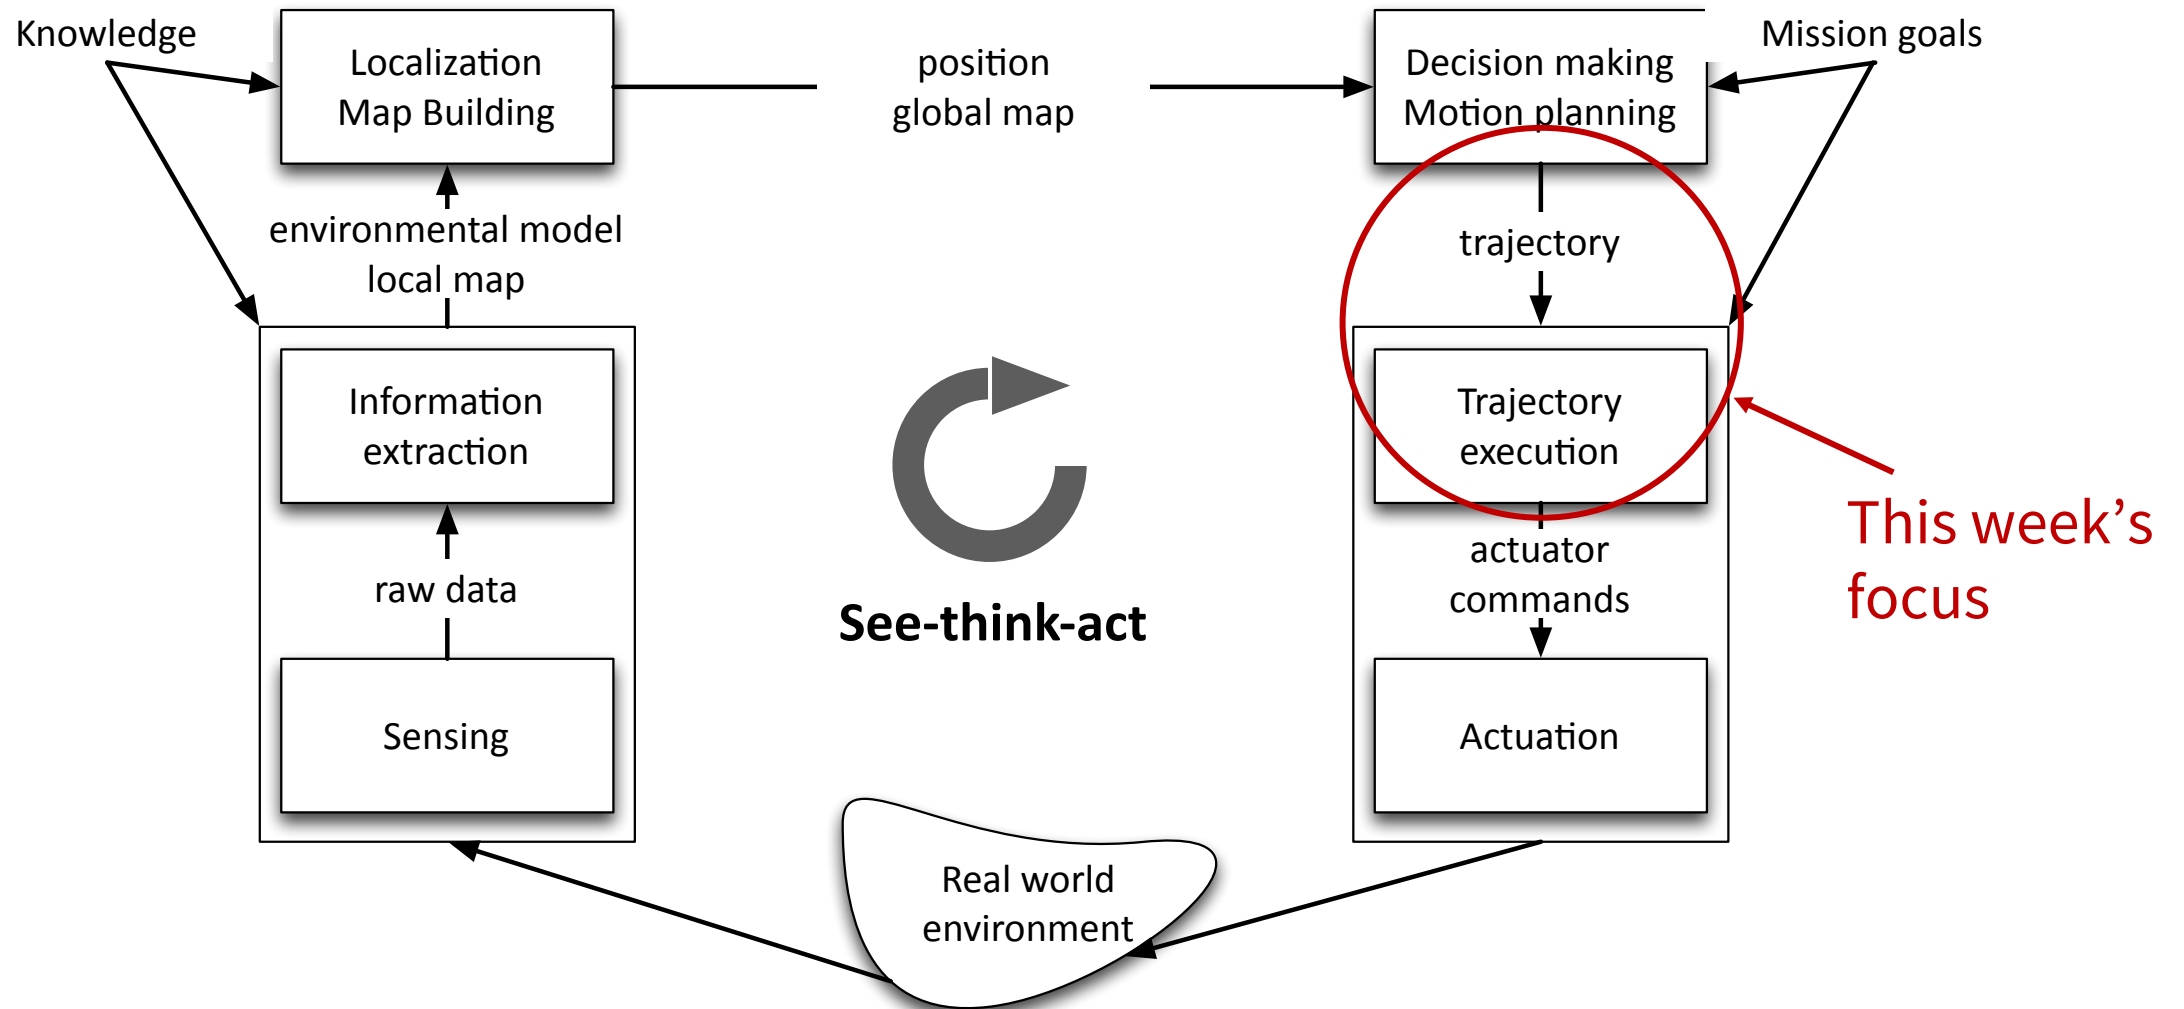 Knowledge
Localization
Map Building
position
global map
Decision making
Motion planning
Mission goals
environmental model
local map
trajectory
Information
extraction
Trajectory
execution
This week’s
focus
raw data
See-think-act
actuator
commands
Sensing
Actuation
Real world
environment